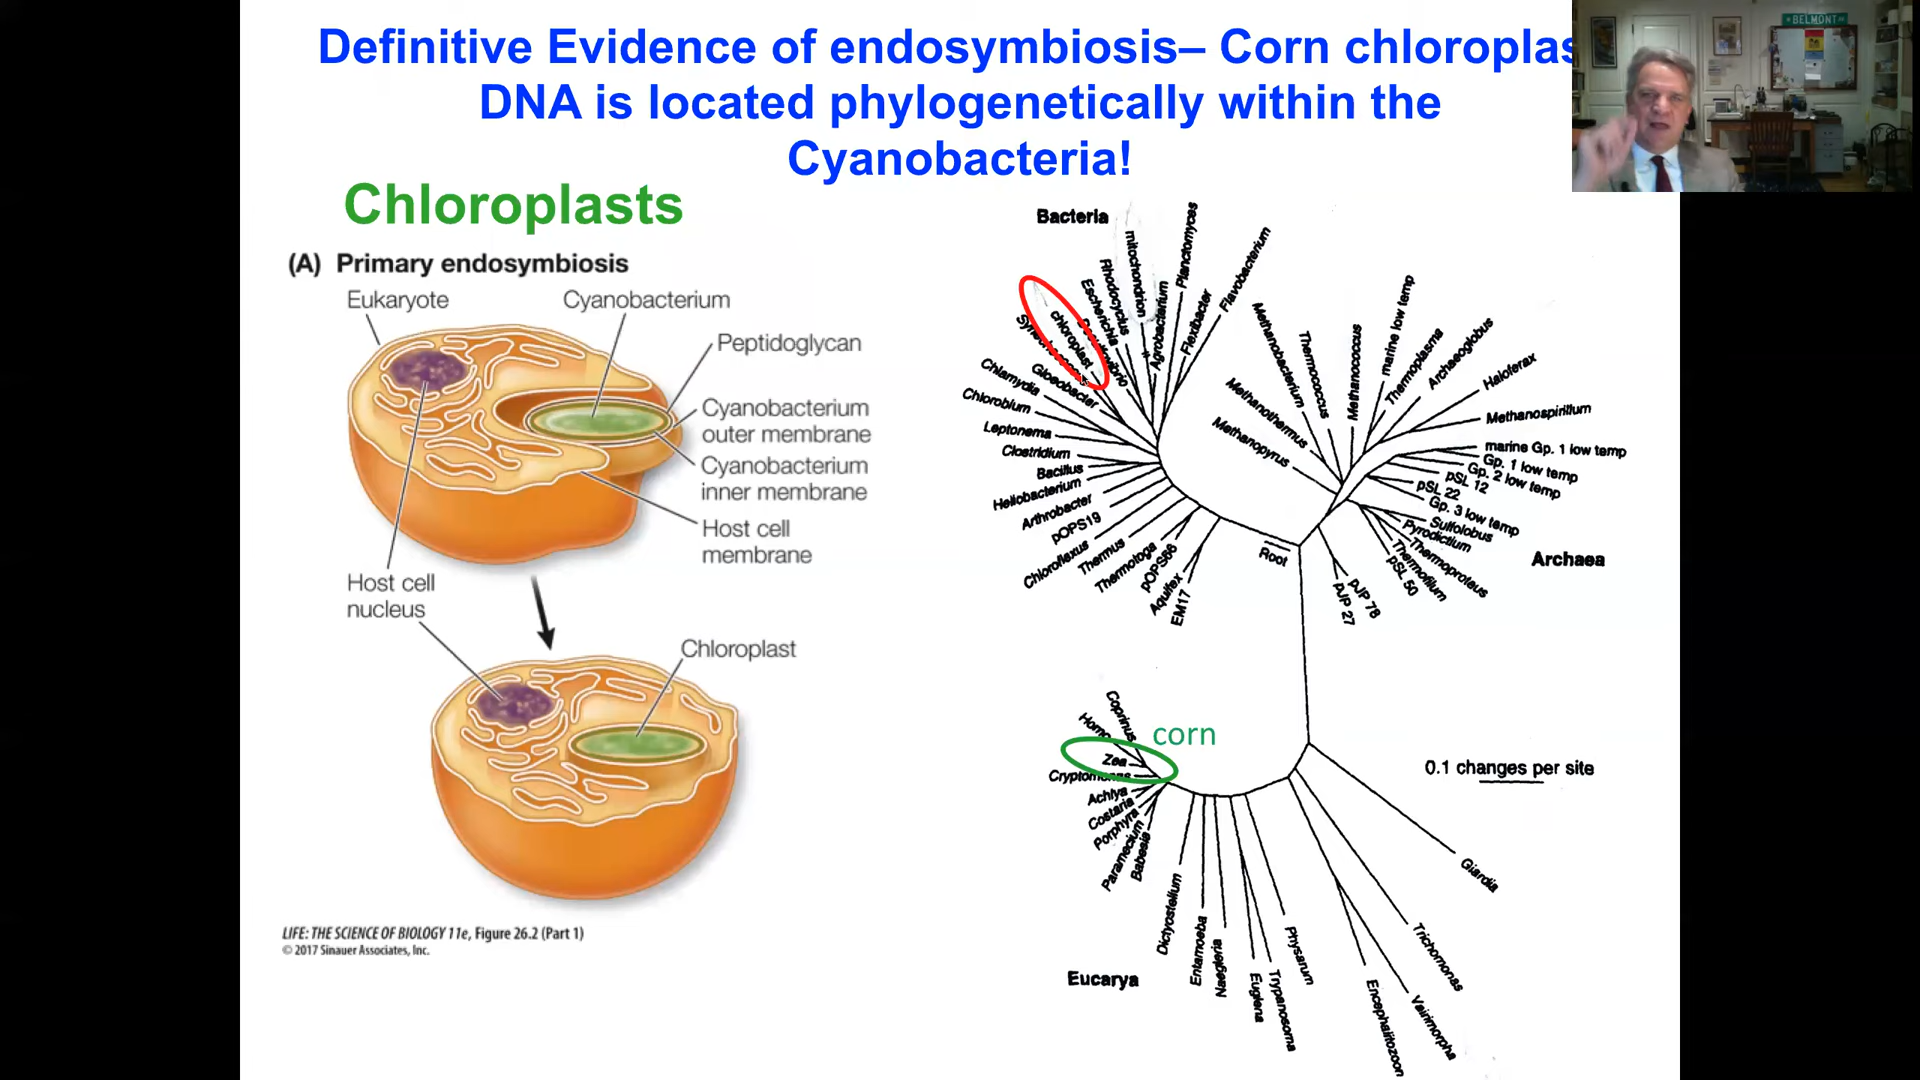 Definitive Evidence of endosymbiosis– Corn chloroplas
DNA is located phylogenetically within the
Cyanobacteria!
BELMONT
Chloroplasts
(A) Primary endosymbiosis
Eukaryote
Cyanobacterium
Peptidoglycan
Cyanobacterium
outer membrane
Cyanobacterium
inner membrane
Host cell
membrane
Host cell
nucleus
Chloroplast
LIFE: THE SCIENCE OF BIOLOGY 11e, Figure 26.2 (Part 1)
© 2017 Sinauer Associates, Inc.
Bacteria
mitochondrion
Planctomyces
Rhodocyclus
Escherichia
Agrobacterium
Flexibacter
Flavobacterium
chloroplast
Gloeobacter
Chlamydia
Chlorobium
Leptonema
Clostridium
Bacillus
Heliobacterium
Arthrobacter
pOPS19
Chloroflexus
Thermus
Thermotoga
pOPS66
Aquifex
EM17
Root
Methanobacterium
Thermococcus
Methanococcus
marine low temp
Thermoplasma
Archaeoglobus
Haloferax
Methanothermus
Methanopyrus
Methanospirillum
marine Gp. 1 low temp
Gp. 1 low temp
Gp. 2 low temp
pSL 12
pSL 22
Gp. 3 low temp
Sulfolobus
Pyrodictium
Thermoproteus
Thermofilum
pSL 50
pJP 78
pJP 27
Archaea
Coprinus
Homo
corn
Zea
Cryptomonas
Achlya
Costaria
Porphyra
Paramecium
Babesia
Dictyostelium
Entamoeba
Naegleria
Euglena
Trypanosoma
Physarum
Encephalitozoon
Vairimorpha
Trichomonas
Giardia
0.1 changes per site
Eucarya